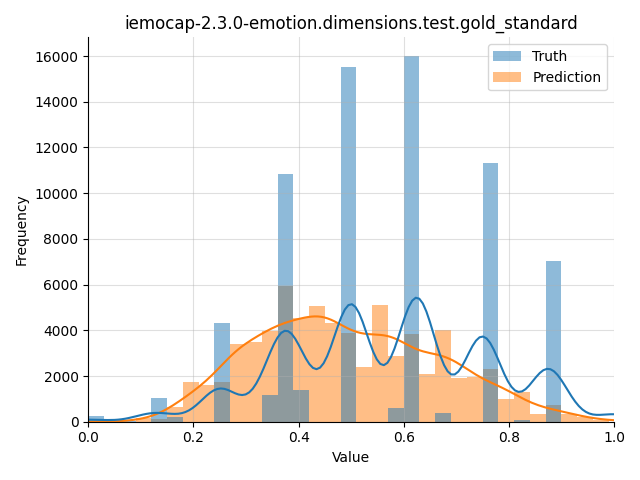 iemocap-2.3.0-emotion.dimensions.test.gold_standard
Truth
Prediction
Frequency
16000
14000
12000
10000
8000
6000
4000
2000
0
0.0 0.2 0.4 0.6 0.8 1.0
Value